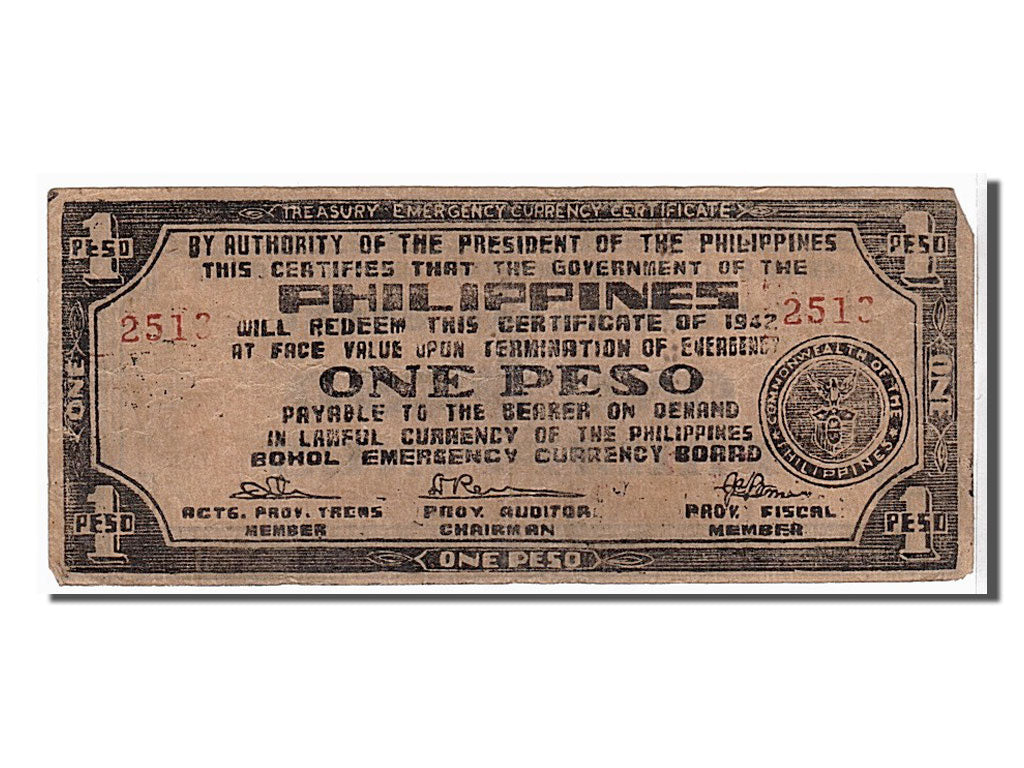 TREASURY EMERGENCY CURRENCY CERTIFICATE
1 PESO
1 PESO
BY AUTHORITY OF THE PRESIDENT OF THE PHILIPPINES
THIS CERTIFIES THAT THE GOVERNMENT OF THE
PHILIPPINES
2513
2513
WILL REDEEM THIS CERTIFICATE OF 1942
AT FACE VALUE UPON TERMINATION OF EMERGENCY
ONE PESO
PAYABLE TO THE BEARER ON DEMAND
IN LAWFUL CURRENCY OF THE PHILIPPINES
BOHOL EMERGENCY CURRENCY BOARD
ONE
ONE
COMMONWEALTH OF THE PHILIPPINES
ACTG. PROV. TREAS
MEMBER
PROV. AUDITOR
CHAIRMAN
PROV. FISCAL
MEMBER
1 PESO
1 PESO
ONE PESO